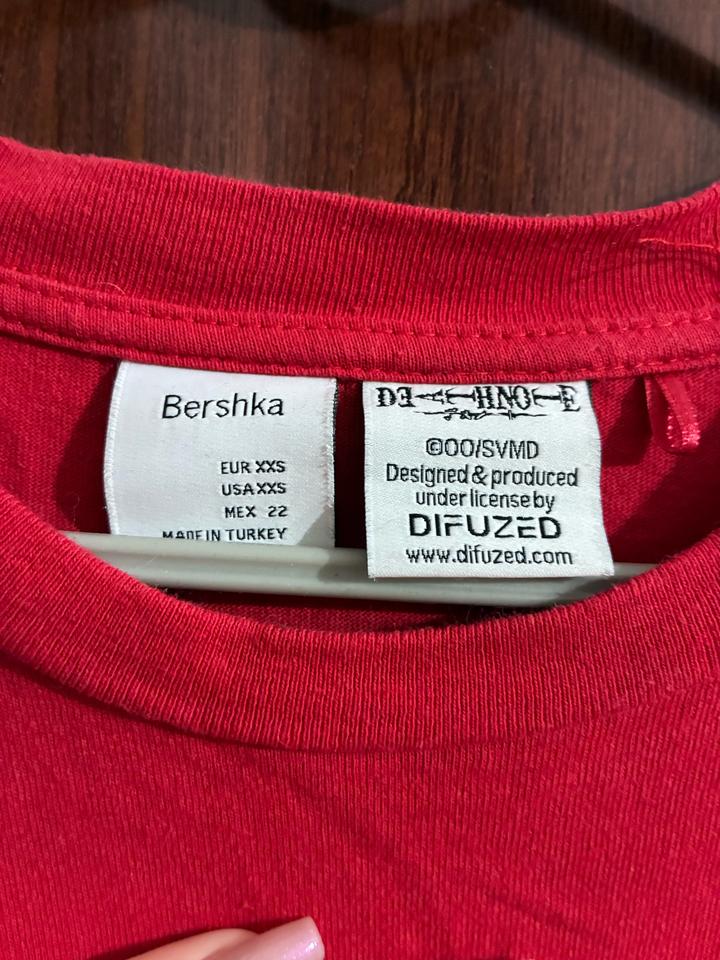 Bershka
EUR XXS
USA XXS
MEX 22
MADE IN TURKEY
DEATH NOTE
©OO/SVMD
Designed & produced
under license by
DIFUZED
www.difuzed.com